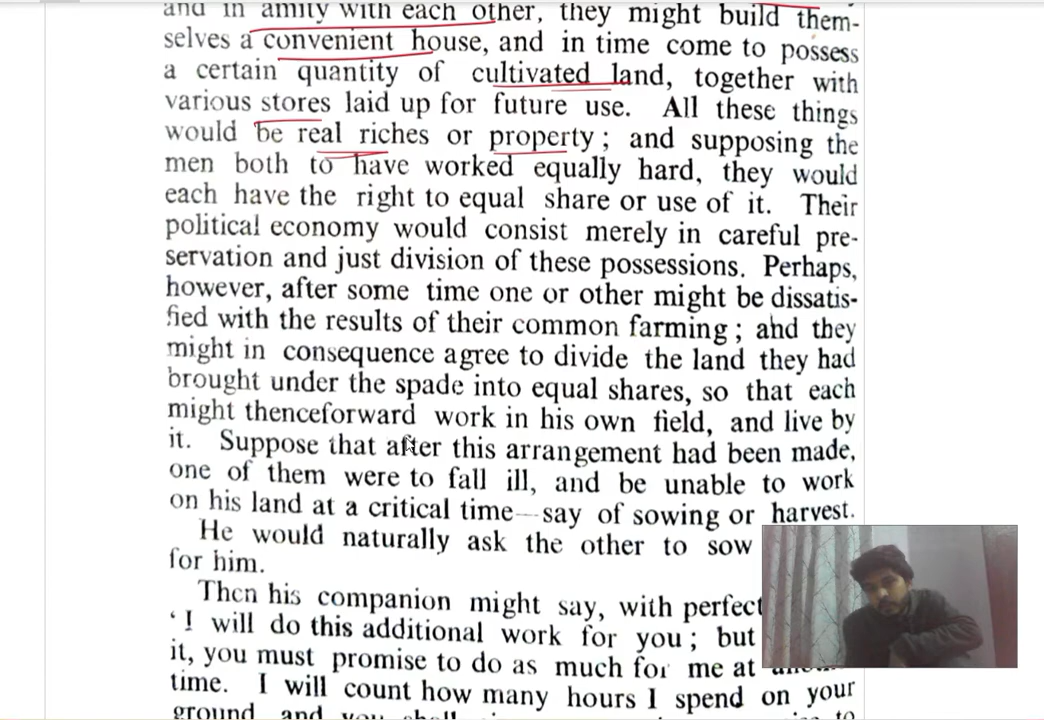 and in amity with each other, they might build them-
selves a convenient house, and in time come to possess
a certain quantity of cultivated land, together with
various stores laid up for future use. All these things
would be real riches or property; and supposing the
men both to have worked equally hard, they would
each have the right to equal share or use of it. Their
political economy would consist merely in careful pre-
servation and just division of these possessions. Perhaps,
however, after some time one or other might be dissatis-
fied with the results of their common farming; and they
might in consequence agree to divide the land they had
brought under the spade into equal shares, so that each
might thenceforward work in his own field, and live by
it. Suppose that after this arrangement had been made,
one of them were to fall ill, and be unable to work
on his land at a critical time—say of sowing or harvest.
He would naturally ask the other to sow
for him.
Then his companion might say, with perfect
'I will do this additional work for you; but
it, you must promise to do as much for me at
time. I will count how many hours I spend on your
ground and you shall